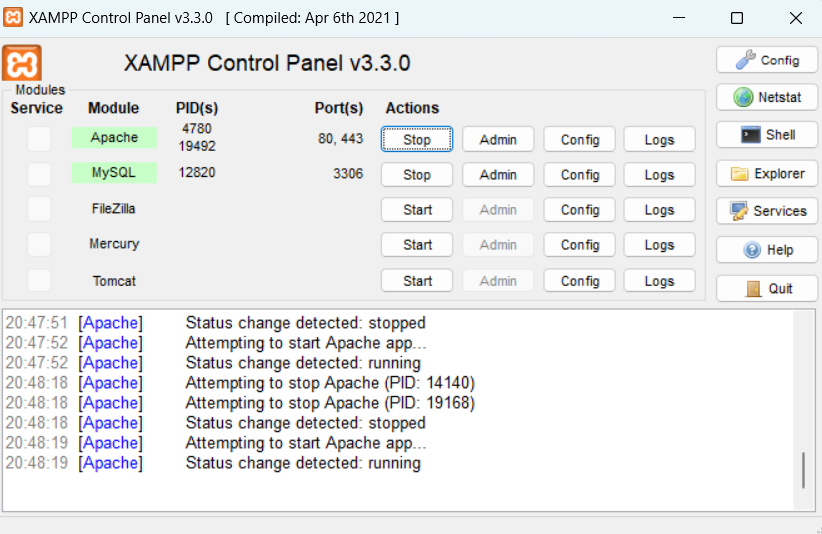 XAMPP Control Panel v3.3.0 [ Compiled: Apr 6th 2021 ]
XAMPP Control Panel v3.3.0
Config
Modules
Service Module PID(s) Port(s) Actions
Netstat
Apache 4780 19492 80, 443 Stop Admin Config Logs
Shell
MySQL 12820 3306 Stop Admin Config Logs
Explorer
FileZilla Start Admin Config Logs
Services
Mercury Start Admin Config Logs
Help
Tomcat Start Admin Config Logs
Quit
20:47:51 [Apache] Status change detected: stopped
20:47:52 [Apache] Attempting to start Apache app...
20:47:52 [Apache] Status change detected: running
20:48:18 [Apache] Attempting to stop Apache (PID: 14140)
20:48:18 [Apache] Attempting to stop Apache (PID: 19168)
20:48:18 [Apache] Status change detected: stopped
20:48:19 [Apache] Attempting to start Apache app...
20:48:19 [Apache] Status change detected: running